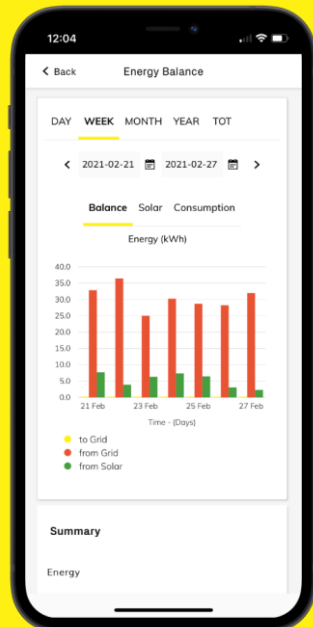 12:04
Back Energy Balance
DAY WEEK MONTH YEAR TOT
2021-02-21 2021-02-27
Balance Solar Consumption
Energy (kWh)
40.0
35.0
30.0
25.0
20.0
15.0
10.0
5.0
0.0
21 Feb 23 Feb 25 Feb 27 Feb
Time - (Days)
to Grid
from Grid
from Solar
Summary
Energy